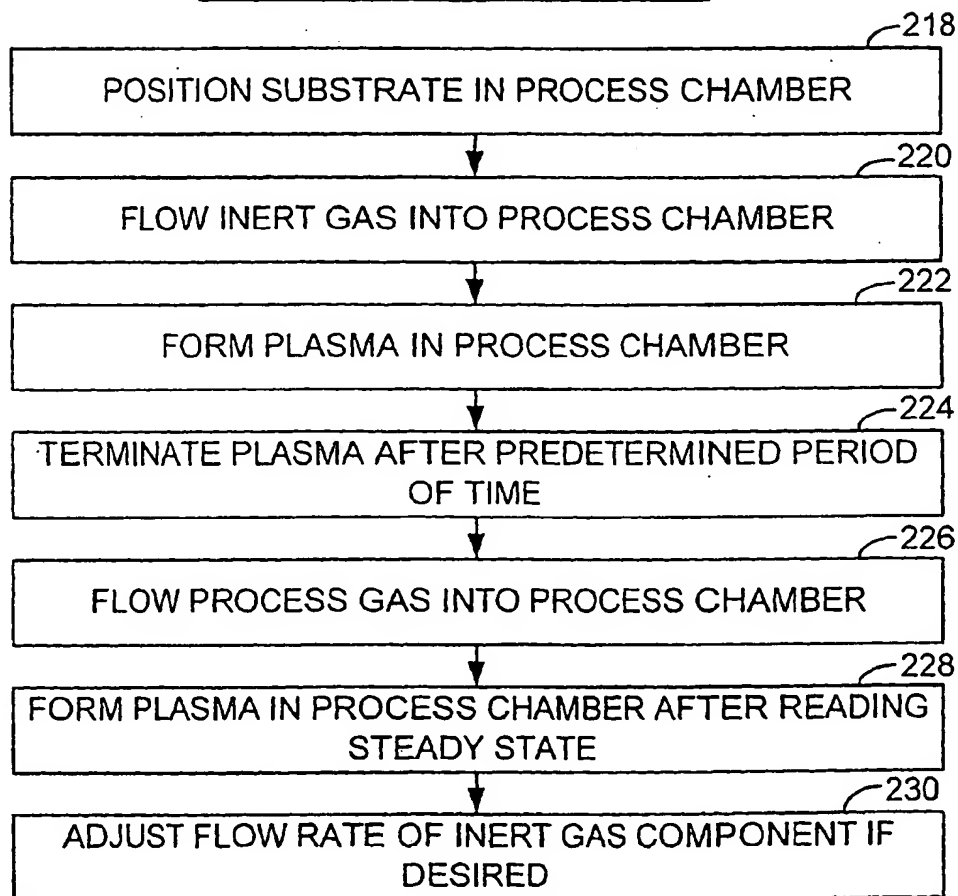 218
POSITION SUBSTRATE IN PROCESS CHAMBER
220
FLOW INERT GAS INTO PROCESS CHAMBER
222
FORM PLASMA IN PROCESS CHAMBER
224
TERMINATE PLASMA AFTER PREDETERMINED PERIOD
OF TIME
226
FLOW PROCESS GAS INTO PROCESS CHAMBER
228
FORM PLASMA IN PROCESS CHAMBER AFTER READING
STEADY STATE
230
ADJUST FLOW RATE OF INERT GAS COMPONENT IF
DESIRED